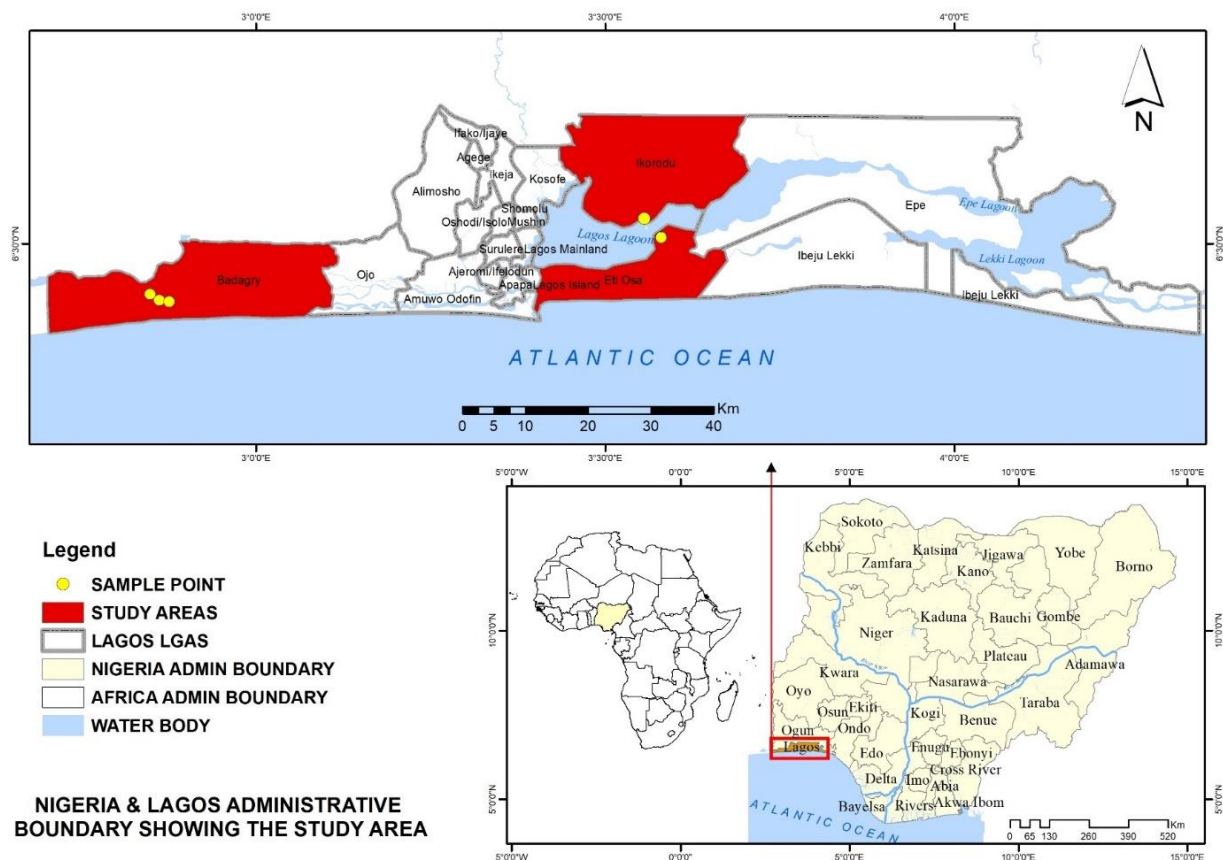 3°0'0"E 3°30'0"E 4°0'0"E
N
Ifako/Ijaye
Agege
Ikeja
Ikorodu
Alimosho
Kosofe
Shomolu
Oshodi/Isolo Mushin
Epe
Epe Lagoon
6°30'0"N
Lagos Lagoon
6°30'0"N
Surulere Lagos Mainland
Ibeju Lekki
Lekki Lagoon
Badagry
Ojo
Ajeromi/Ifelodun
Eti Osa
Apapa Lagos Island
Amuwo Odofin
Ibeju Lekki
ATLANTIC OCEAN
Km
0 5 10 20 30 40
3°0'0"E 3°30'0"E 4°0'0"E
5°0'0"W 0°0'0" 5°0'0"E 10°0'0"E 15°0'0"E
Legend
SAMPLE POINT
STUDY AREAS
LAGOS LGAS
NIGERIA ADMIN BOUNDARY
AFRICA ADMIN BOUNDARY
WATER BODY
NIGERIA & LAGOS ADMINISTRATIVE
BOUNDARY SHOWING THE STUDY AREA
Sokoto
Kebbi
Katsina
Jigawa
Yobe
Zamfara
Kano
Borno
10°0'0"N
Kaduna
Bauchi
Gombe
10°0'0"N
Niger
Plateau
Adamawa
Kwara
Nasarawa
Oyo
Taraba
Osun
Ekiti
Kogi
Benue
Ogun
Ondo
Lagos
Edo
Enugu
Ebonyi
Cross River
Delta
Imo
Abia
5°0'0"N
Bayelsa
Rivers
Akwa Ibom
5°0'0"N
ATLANTIC OCEAN
Km
0 65 130 260 390 520
5°0'0"W 0°0'0" 5°0'0"E 10°0'0"E 15°0'0"E